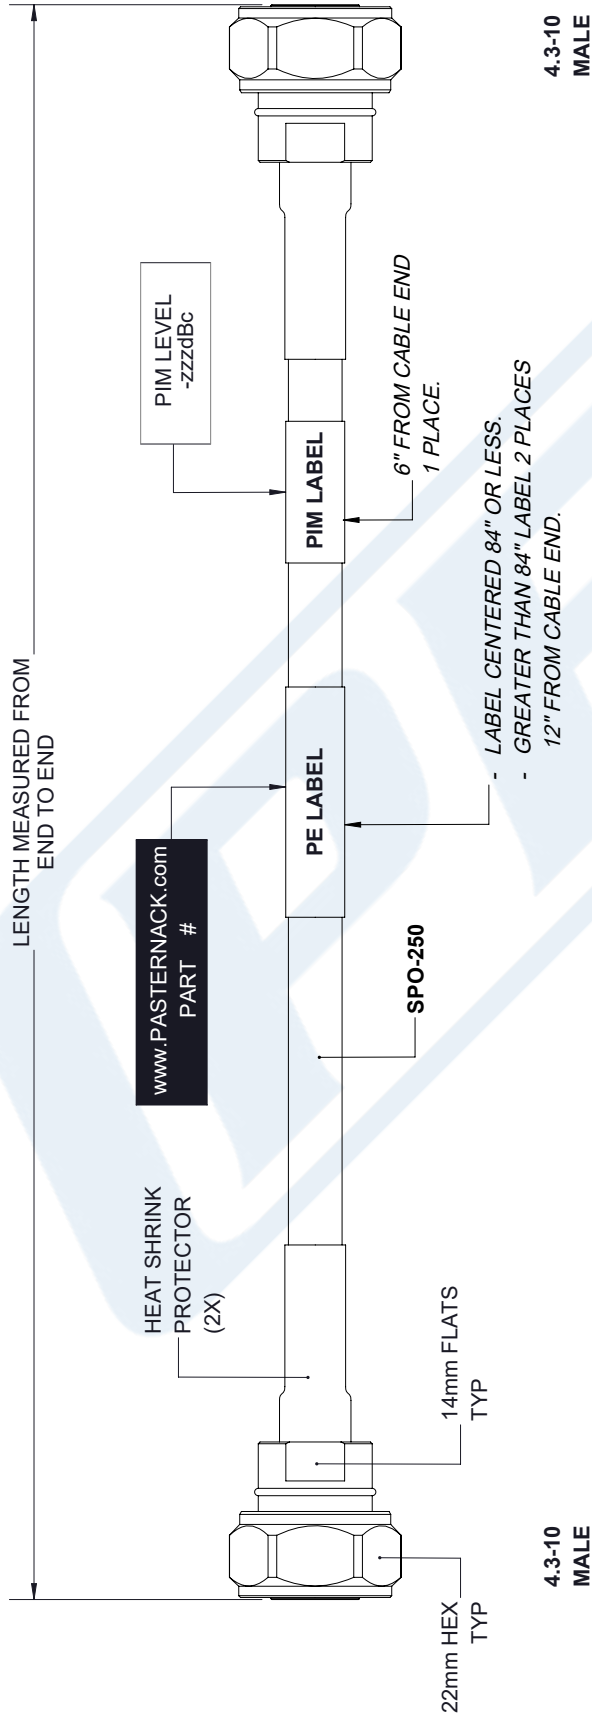 LENGTH MEASURED FROM
END TO END
HEAT SHRINK
PROTECTOR
(2X)
www.PASTERNACK.com
PART #
PIM LEVEL
-zzzdBc
PE LABEL
PIM LABEL
22mm HEX
TYP
14mm FLATS
TYP
SPO-250
6" FROM CABLE END
1 PLACE.
- LABEL CENTERED 84" OR LESS.
- GREATER THAN 84" LABEL 2 PLACES
12" FROM CABLE END.
4.3-10
MALE
4.3-10
MALE